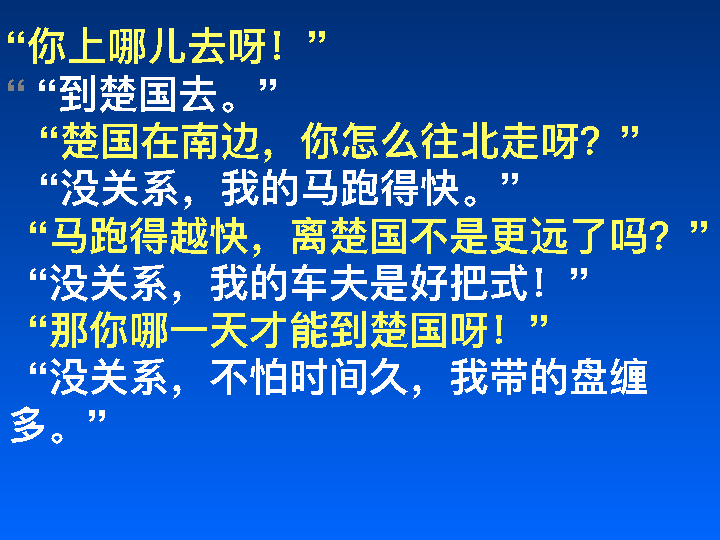 “你上哪儿去呀！”
“ “到楚国去。”
“楚国在南边，你怎么往北走呀？”
“没关系，我的马跑得快。”
“马跑得越快，离楚国不是更远了吗？”
“没关系，我的车夫是好把式！”
“那你哪一天才能到楚国呀！”
“没关系，不怕时间久，我带的盘缠
多。”